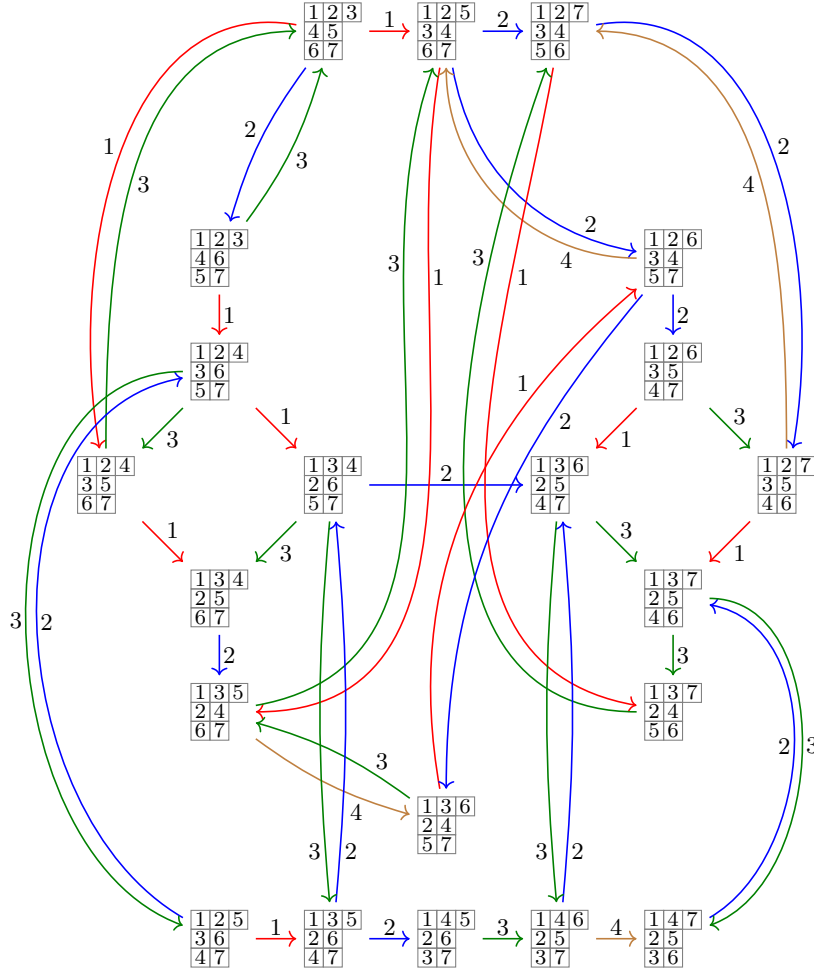 1 2 3 1 1 2 5 2 1 2 7
4 5 3 4 3 4
6 7 6 7 5 6
2
1 2
3 3
4
1 2 3 2 1 2 6
4 6 3 3 1 4 3 4
5 7 5 7
1 2
1 2 4 1 2 6
3 6 3 5
5 7 1 4 7
1 2 3
3 1
1 2 4 1 3 4 2 1 3 6 1 2 7
3 5 2 6 2 5 3 5
6 7 5 7 4 7 4 6
1 3 3 1
1 3 4 1 3 7
2 5 2 5
6 7 4 6
3 2
2 3
1 3 5 1 3 7
2 4 2 4
6 7 5 6
3 2 3
4 1 3 6
2 4
5 7
3 2 3 2
1 2 5 1 1 3 5 2 1 4 5 3 1 4 6 4 1 4 7
3 6 2 6 2 6 2 5 2 5
4 7 4 7 3 7 3 7 3 6